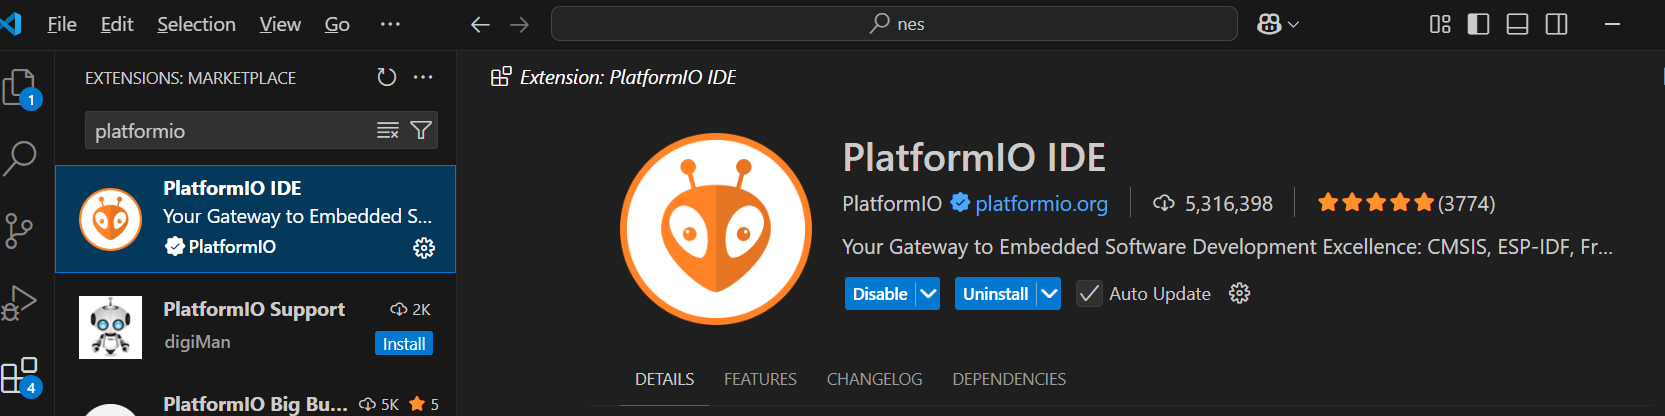 File Edit Selection View Go ···
nes
EXTENSIONS: MARKETPLACE
platformio
PlatformIO IDE
Your Gateway to Embedded S...
PlatformIO
PlatformIO Support 2K
digiMan Install
PlatformIO Big Bu... 5K 5
1
4
Extension: PlatformIO IDE
PlatformIO IDE
PlatformIO platformio.org 5,316,398 (3774)
Your Gateway to Embedded Software Development Excellence: CMSIS, ESP-IDF, Fr...
Disable Uninstall Auto Update
DETAILS FEATURES CHANGELOG DEPENDENCIES